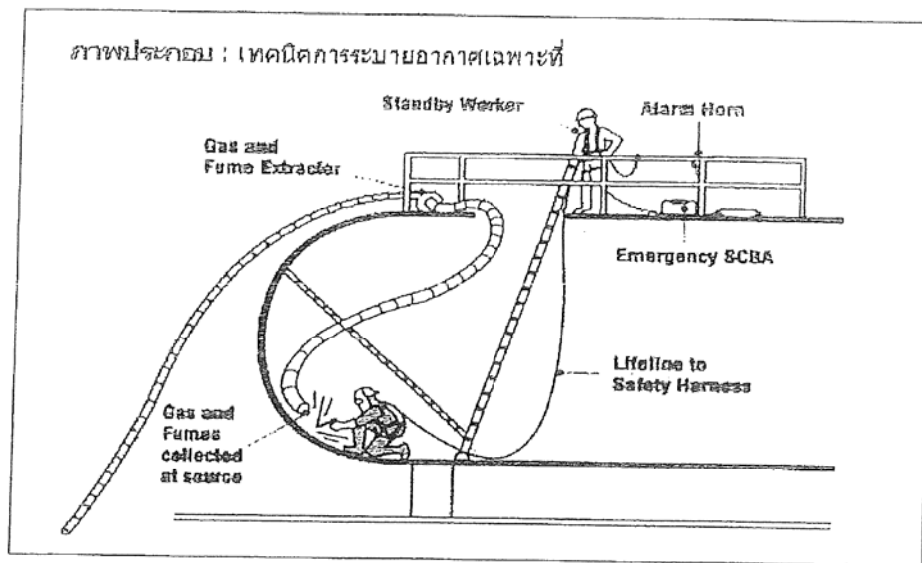 ภาพประกอบ : เทคนิคการระบายอากาศเฉพาะที่
Standby Worker
Alarm Horn
Gas and
Fume Extracter
Emergency SCBA
Lifeline to
Safety Harness
Gas and
Fumes
collected
at source